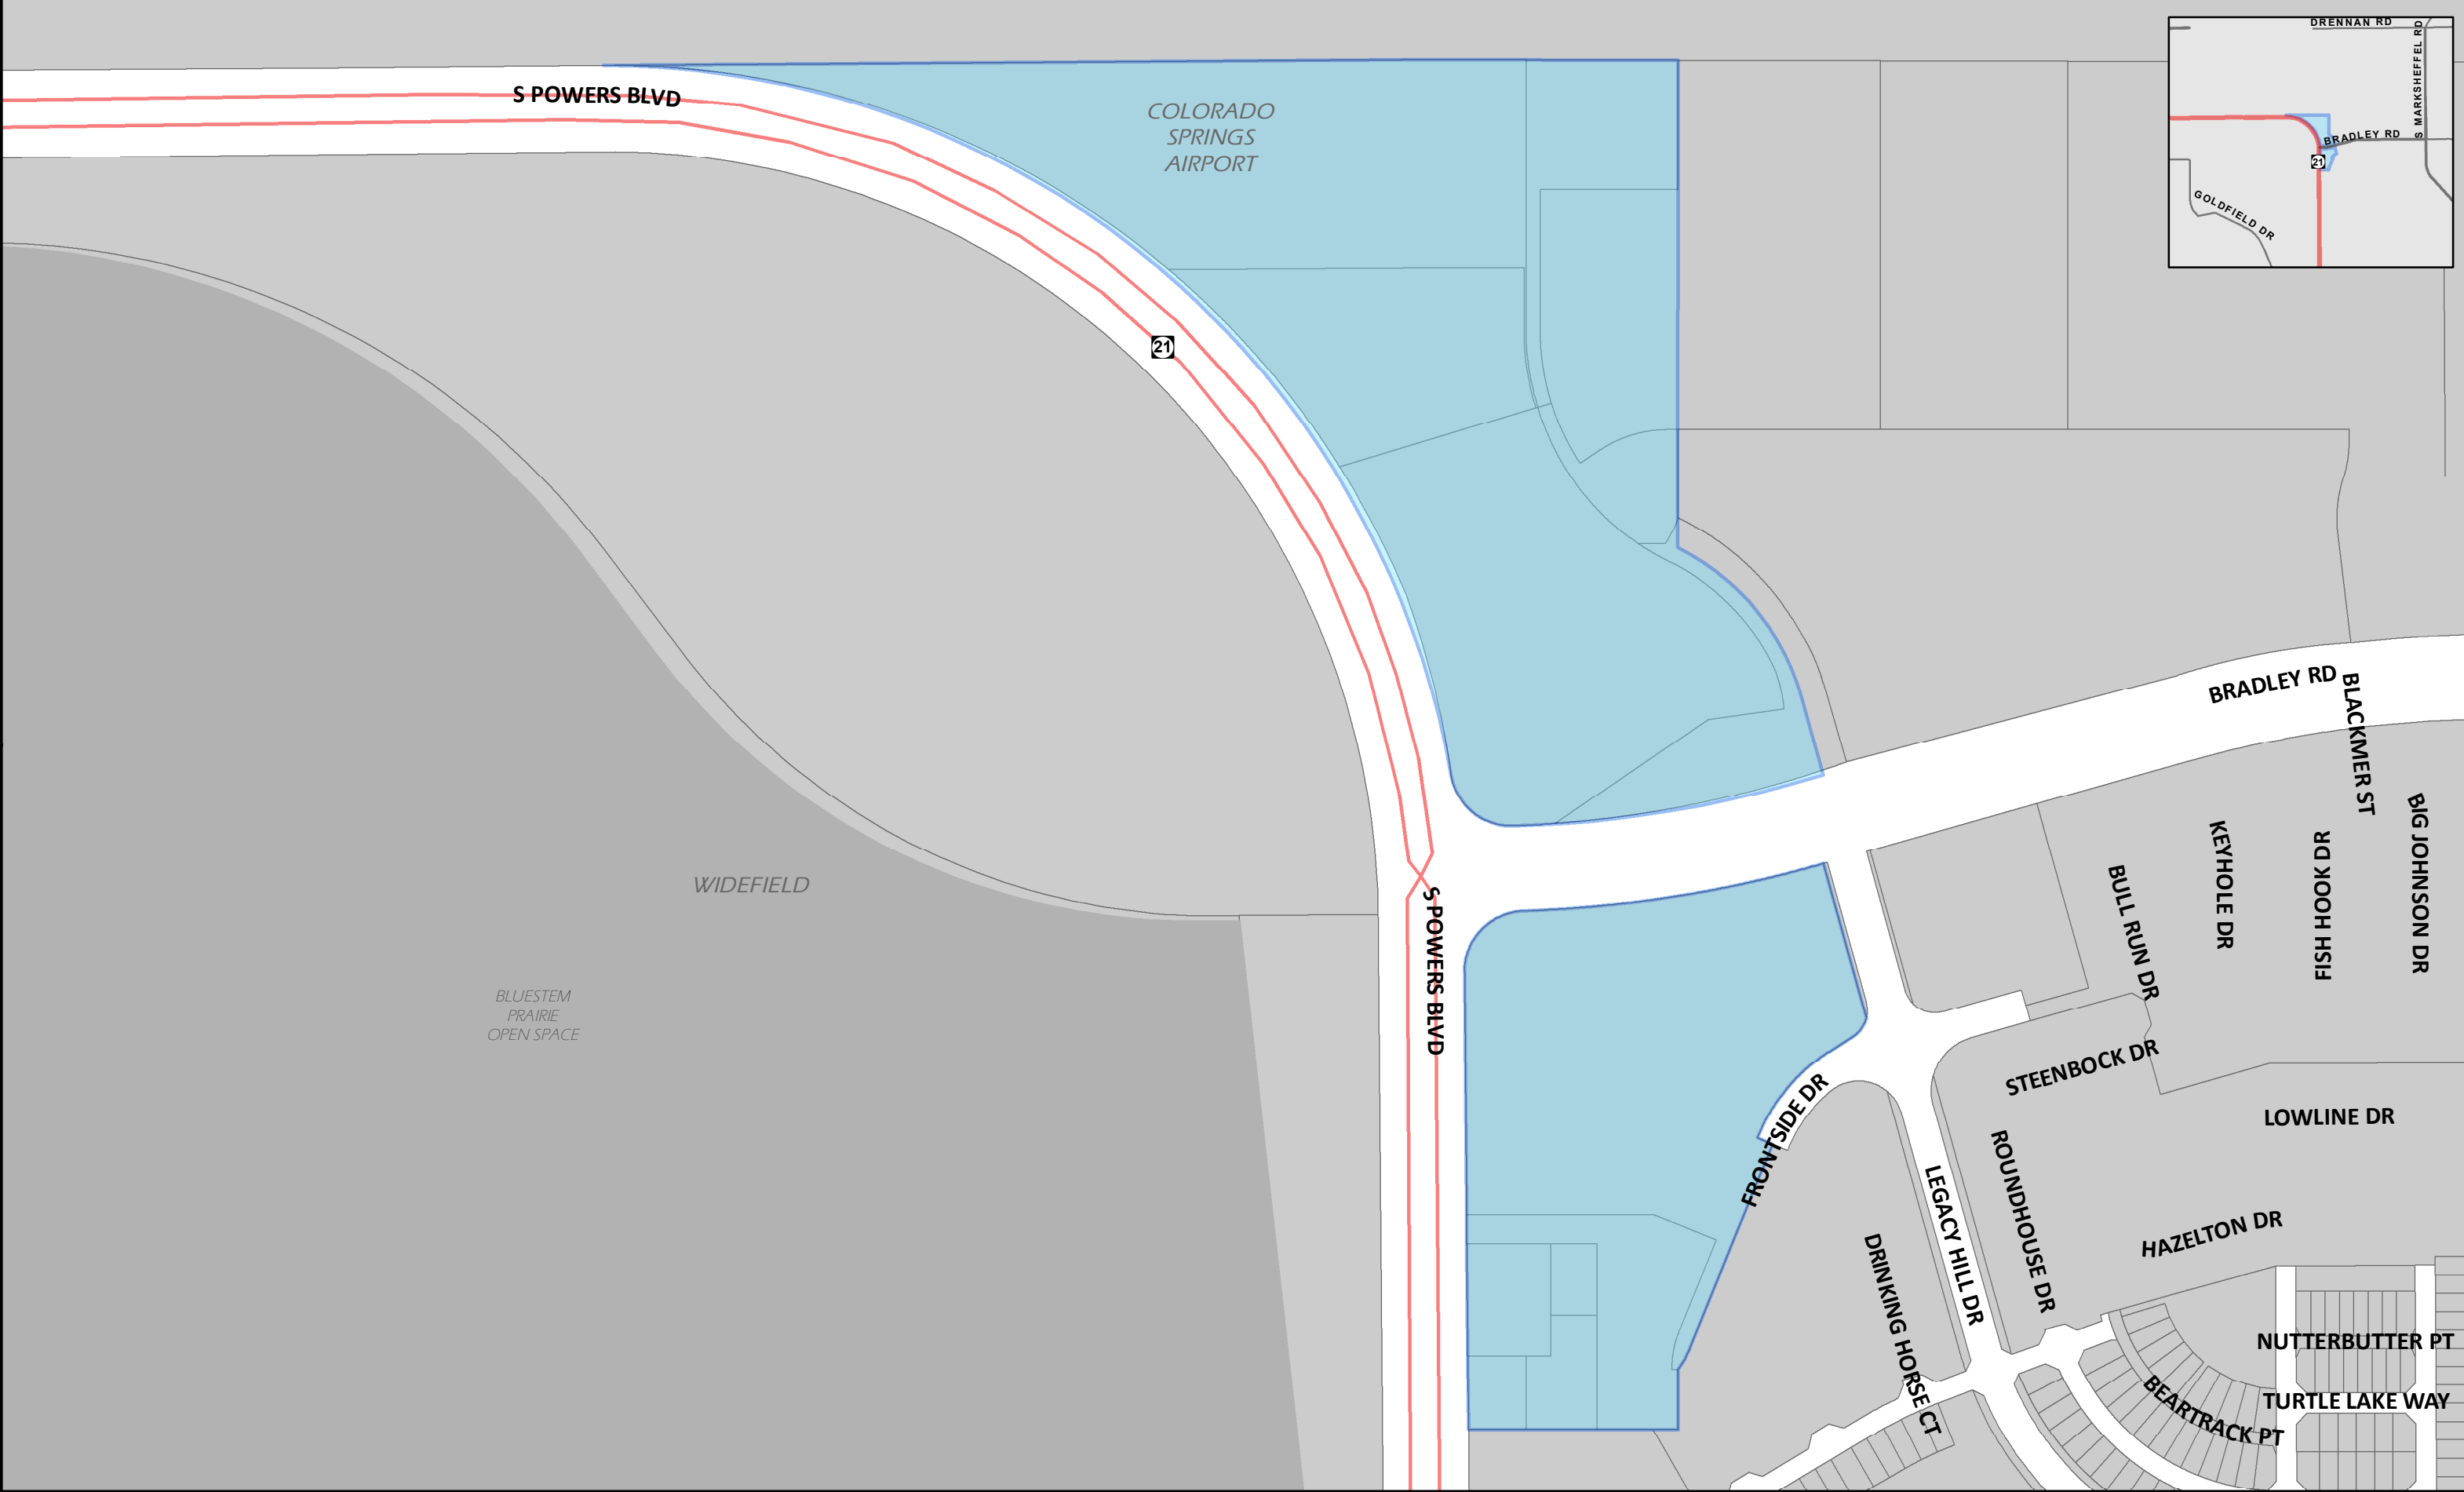 DRENNAN RD
S MARKSHEFFEL RD
BRADLEY RD
21
GOLDFIELD DR
S POWERS BLVD
COLORADO
SPRINGS
AIRPORT
21
BRADLEY RD
BLACKMER ST
BIG JOHNSON DR
KEYHOLE DR
FISH HOOK DR
BULL RUN DR
WIDEFIELD
S POWERS BLVD
BLUESTEM
PRAIRIE
OPEN SPACE
STEENBOCK DR
FRONTSIDE DR
LOWLINE DR
ROUNDHOUSE DR
LEGACY HILL DR
HAZELTON DR
DRINKING HORSE CT
NUTTERBUTTER PT
BEARTRACK PT
TURTLE LAKE WAY